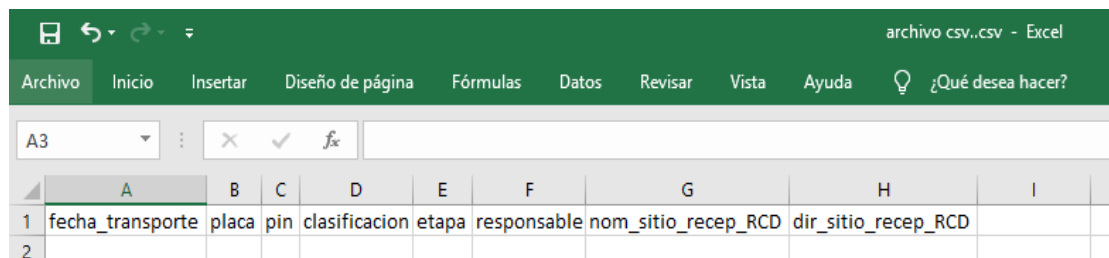 archivo csv..csv - Excel
Archivo Inicio Insertar Diseño de página Fórmulas Datos Revisar Vista Ayuda ¿Qué desea hacer?
A3 fx
A B C D E F G H I
1 fecha_transporte placa pin clasificacion etapa responsable nom_sitio_recep_RCD dir_sitio_recep_RCD
2